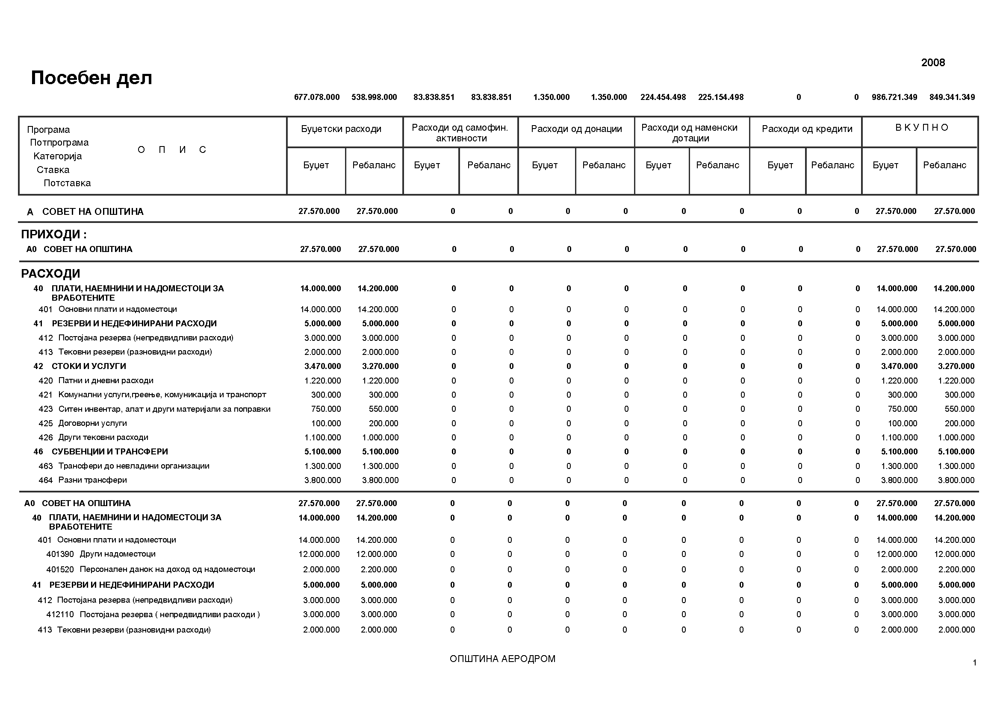 2008
Посебен дел
677.078.000 538.998.000 83.838.851 83.838.851 1.350.000 1.350.000 224.454.498 225.154.498 0 0 986.721.349 849.341.349
Програма
Потпрограма
Категорија
Ставка
Потставка
О П И С
Буџетски расходи Расходи од самофин. активности Расходи од донации Расходи од наменски дотации Расходи од кредити В К У П Н О
Буџет Ребаланс Буџет Ребаланс Буџет Ребаланс Буџет Ребаланс Буџет Ребаланс Буџет Ребаланс
А СОВЕТ НА ОПШТИНА 27.570.000 27.570.000 0 0 0 0 0 0 0 0 27.570.000 27.570.000
ПРИХОДИ :
А0 СОВЕТ НА ОПШТИНА 27.570.000 27.570.000 0 0 0 0 0 0 0 0 27.570.000 27.570.000
РАСХОДИ
40 ПЛАТИ, НАЕМНИНИ И НАДОМЕСТОЦИ ЗА 14.000.000 14.200.000 0 0 0 0 0 0 0 0 14.000.000 14.200.000
ВРАБОТЕНИТЕ
401 Основни плати и надоместоци 14.000.000 14.200.000 0 0 0 0 0 0 0 0 14.000.000 14.200.000
41 РЕЗЕРВИ И НЕДЕФИНИРАНИ РАСХОДИ 5.000.000 5.000.000 0 0 0 0 0 0 0 0 5.000.000 5.000.000
412 Постојана резерва (непредвидливи расходи) 3.000.000 3.000.000 0 0 0 0 0 0 0 0 3.000.000 3.000.000
413 Тековни резерви (разновидни расходи) 2.000.000 2.000.000 0 0 0 0 0 0 0 0 2.000.000 2.000.000
42 СТОКИ И УСЛУГИ 3.470.000 3.270.000 0 0 0 0 0 0 0 0 3.470.000 3.270.000
420 Патни и дневни расходи 1.220.000 1.220.000 0 0 0 0 0 0 0 0 1.220.000 1.220.000
421 Комунални услуги,греење, комуникација и транспорт 300.000 300.000 0 0 0 0 0 0 0 0 300.000 300.000
423 Ситен инвентар, алат и други материјали за поправки 750.000 550.000 0 0 0 0 0 0 0 0 750.000 550.000
425 Договорни услуги 100.000 200.000 0 0 0 0 0 0 0 0 100.000 200.000
426 Други тековни расходи 1.100.000 1.000.000 0 0 0 0 0 0 0 0 1.100.000 1.000.000
46 СУБВЕНЦИИ И ТРАНСФЕРИ 5.100.000 5.100.000 0 0 0 0 0 0 0 0 5.100.000 5.100.000
463 Трансфери до невладини организации 1.300.000 1.300.000 0 0 0 0 0 0 0 0 1.300.000 1.300.000
464 Разни трансфери 3.800.000 3.800.000 0 0 0 0 0 0 0 0 3.800.000 3.800.000
А0 СОВЕТ НА ОПШТИНА 27.570.000 27.570.000 0 0 0 0 0 0 0 0 27.570.000 27.570.000
40 ПЛАТИ, НАЕМНИНИ И НАДОМЕСТОЦИ ЗА 14.000.000 14.200.000 0 0 0 0 0 0 0 0 14.000.000 14.200.000
ВРАБОТЕНИТЕ
401 Основни плати и надоместоци 14.000.000 14.200.000 0 0 0 0 0 0 0 0 14.000.000 14.200.000
401390 Други надоместоци 12.000.000 12.000.000 0 0 0 0 0 0 0 0 12.000.000 12.000.000
401520 Персонален данок на доход од надоместоци 2.000.000 2.200.000 0 0 0 0 0 0 0 0 2.000.000 2.200.000
41 РЕЗЕРВИ И НЕДЕФИНИРАНИ РАСХОДИ 5.000.000 5.000.000 0 0 0 0 0 0 0 0 5.000.000 5.000.000
412 Постојана резерва (непредвидливи расходи) 3.000.000 3.000.000 0 0 0 0 0 0 0 0 3.000.000 3.000.000
412110 Постојана резерва ( непредвидливи расходи ) 3.000.000 3.000.000 0 0 0 0 0 0 0 0 3.000.000 3.000.000
413 Тековни резерви (разновидни расходи) 2.000.000 2.000.000 0 0 0 0 0 0 0 0 2.000.000 2.000.000
ОПШТИНА АЕРОДРОМ
1